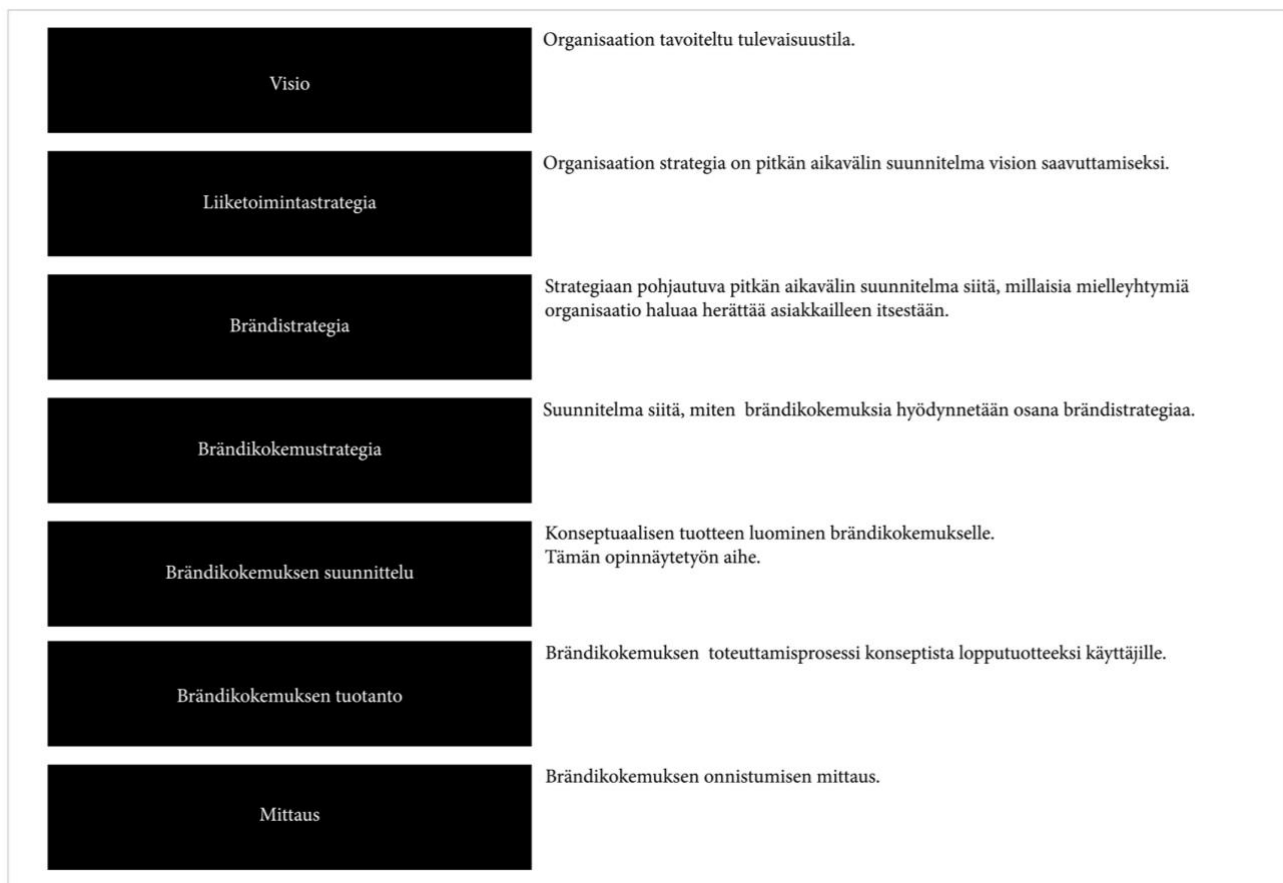 Visio
Organisaation tavoiteltu tulevaisuustila.
Liiketoimintastrategia
Organisaation strategia on pitkän aikavälin suunnitelma vision saavuttamiseksi.
Brändistrategia
Strategiaan pohjautuva pitkän aikavälin suunnitelma siitä, millaisia mielleyhtymiä
organisaatio haluaa herättää asiakkailleen itsestään.
Brändikokemustrategia
Suunnitelma siitä, miten brändikokemuksia hyödynnetään osana brändistrategiaa.
Brändikokemuksen suunnittelu
Konseptuaalisen tuotteen luominen brändikokemukselle.
Tämän opinnäytetyön aihe.
Brändikokemuksen tuotanto
Brändikokemuksen toteuttamisprosessi konseptista lopputuotteeksi käyttäjille.
Mittaus
Brändikokemuksen onnistumisen mittaus.